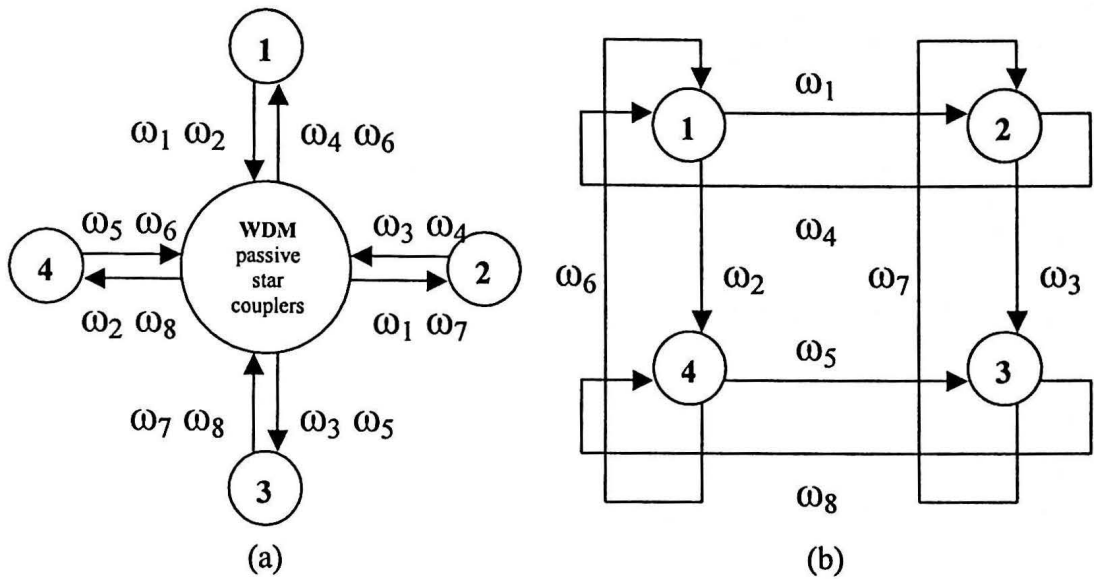 1
ω₁ ω₂
ω₄ ω₆
ω₅ ω₆
4
ω₂ ω₈
WDM
passive
star
couplers
ω₃ ω₄
2
ω₁ ω₇
ω₇ ω₈
ω₃ ω₅
3
(a)
ω₁
1
2
ω₄
ω₆
ω₂
ω₇
ω₃
4
ω₅
3
ω₈
(b)